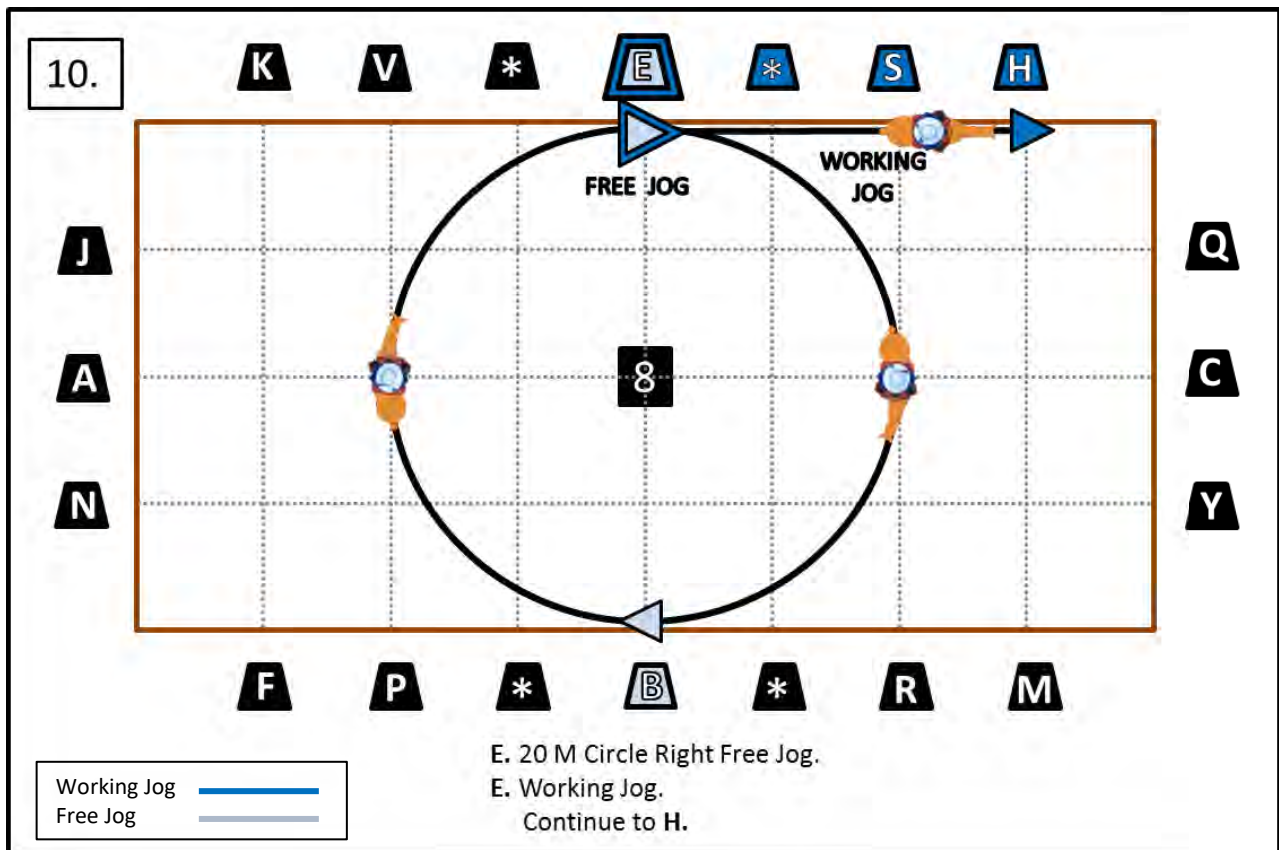 10.
K V * E * S H
FREE JOG
WORKING
JOG
J
Q
A
8
C
N
Y
F P * B * R M
E. 20 M Circle Right Free Jog.
E. Working Jog.
Continue to H.
Working Jog
Free Jog